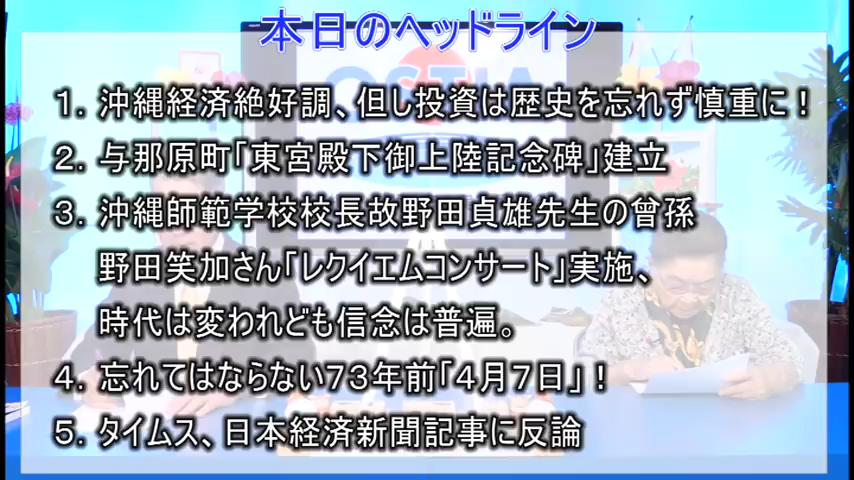 本日のヘッドライン
1. 沖縄経済絶好調、但し投資は歴史を忘れず慎重に！
2. 与那原町「東宮殿下御上陸記念碑」建立
3. 沖縄師範学校校長故野田貞雄先生の曾孫
野田笑加さん「レクイエムコンサート」実施、
時代は変われども信念は普遍。
4. 忘れてはならない７３年前「４月７日」！
5. タイムス、日本経済新聞記事に反論